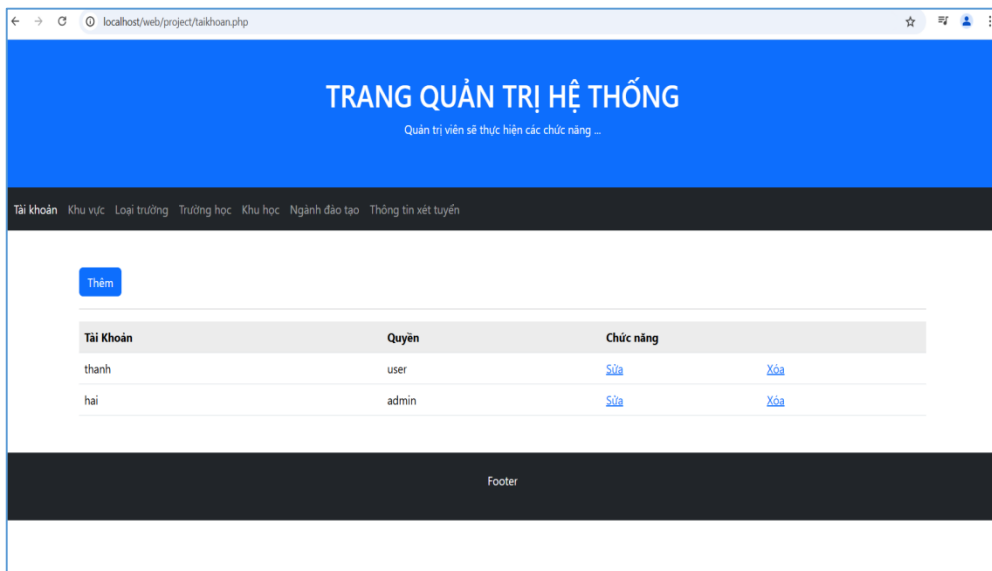 localhost/web/project/taikhoan.php
TRANG QUẢN TRỊ HỆ THỐNG
Quản trị viên sẽ thực hiện các chức năng ...
Tài khoản Khu vực Loại trường Trường học Khu học Ngành đào tạo Thông tin xét tuyển
Thêm
Tài Khoản Quyền Chức năng
thanh user Sửa Xóa
hai admin Sửa Xóa
Footer